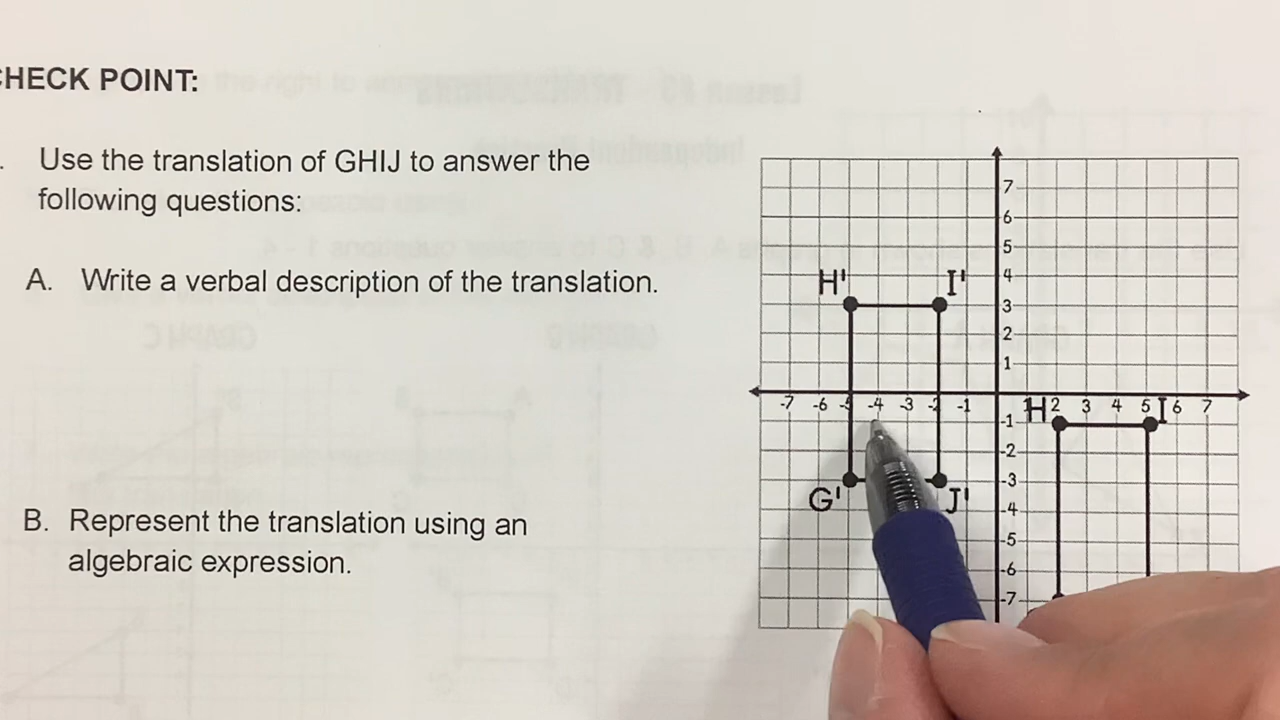 CHECK POINT:
Use the translation of GHIJ to answer the
following questions:
A. Write a verbal description of the translation.
B. Represent the translation using an
algebraic expression.
7
6
5
4
3
2
1
H' I'
-7 -6 -5 -4 -3 -2 -1 1 2 3 4 5 6 7
H I
-1
-2
-3
-4
-5
-6
-7
G' J'